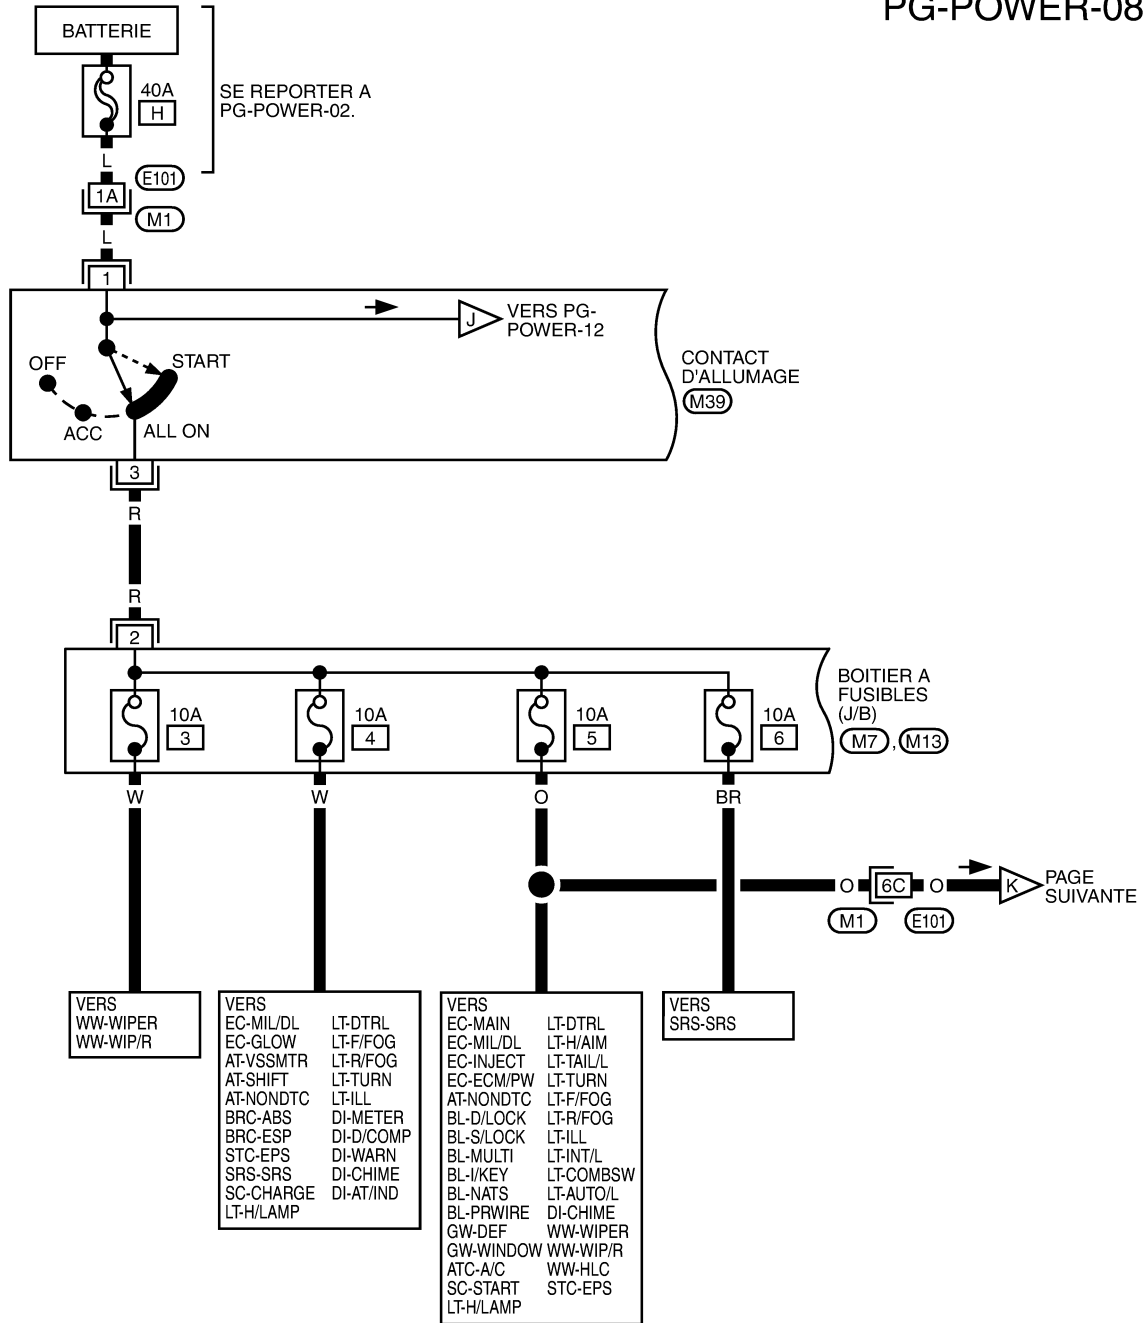 PG-POWER-08
BATTERIE
40A
H
SE REPORTER A
PG-POWER-02.
L
E101
1A
M1
L
1
J
VERS PG-
POWER-12
OFF
START
ACC
ALL ON
CONTACT
D'ALLUMAGE
M39
3
R
R
2
10A
3
10A
4
10A
5
10A
6
BOITIER A
FUSIBLES
(J/B)
M7 , M13
W
W
O
BR
O
6C
O
K
PAGE
SUIVANTE
M1
E101
VERS
WW-WIPER
WW-WIP/R
VERS
EC-MIL/DL LT-DTRL
EC-GLOW LT-F/FOG
AT-VSSMTR LT-R/FOG
AT-SHIFT LT-TURN
AT-NONDTC LT-ILL
BRC-ABS DI-METER
BRC-ESP DI-D/COMP
STC-EPS DI-WARN
SRS-SRS DI-CHIME
SC-CHARGE DI-AT/IND
LT-H/LAMP
VERS
EC-MAIN LT-DTRL
EC-MIL/DL LT-H/AIM
EC-INJECT LT-TAIL/L
EC-ECM/PW LT-TURN
AT-NONDTC LT-F/FOG
BL-D/LOCK LT-R/FOG
BL-S/LOCK LT-ILL
BL-MULTI LT-INT/L
BL-I/KEY LT-COMBSW
BL-NATS LT-AUTO/L
BL-PRWIRE DI-CHIME
GW-DEF WW-WIPER
GW-WINDOW WW-WIP/R
ATC-A/C WW-HLC
SC-START STC-EPS
LT-H/LAMP
VERS
SRS-SRS